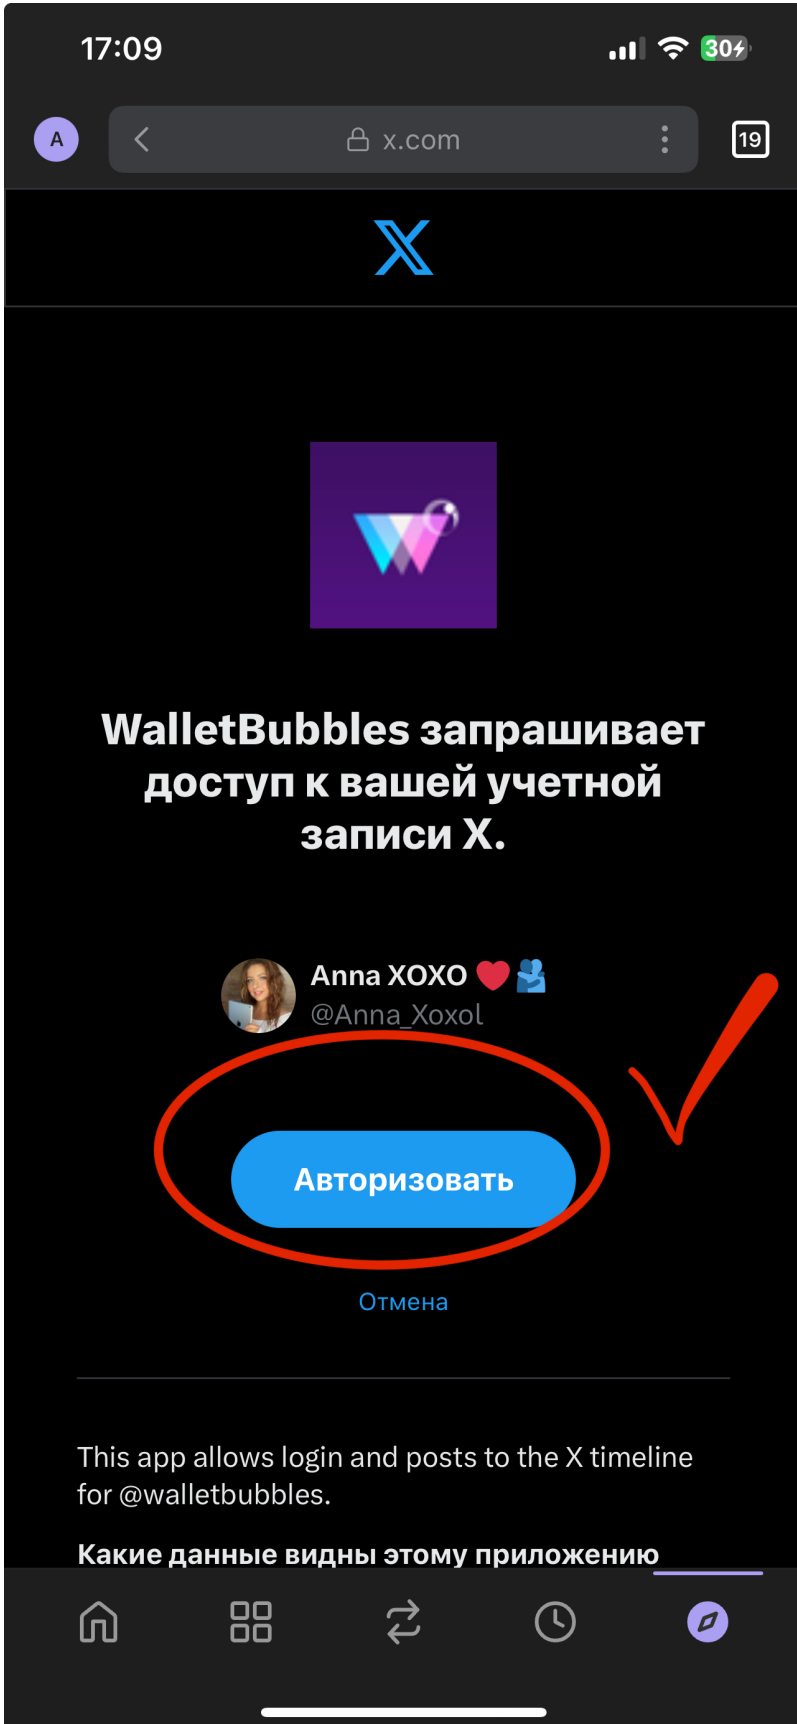 17:09
30
A
x.com
19
WalletBubbles запрашивает
доступ к вашей учетной
записи X.
Anna XOXO ❤️🫂
@Anna_Xoxol
Авторизовать
Отмена
This app allows login and posts to the X timeline
for @walletbubbles.
Какие данные видны этому приложению